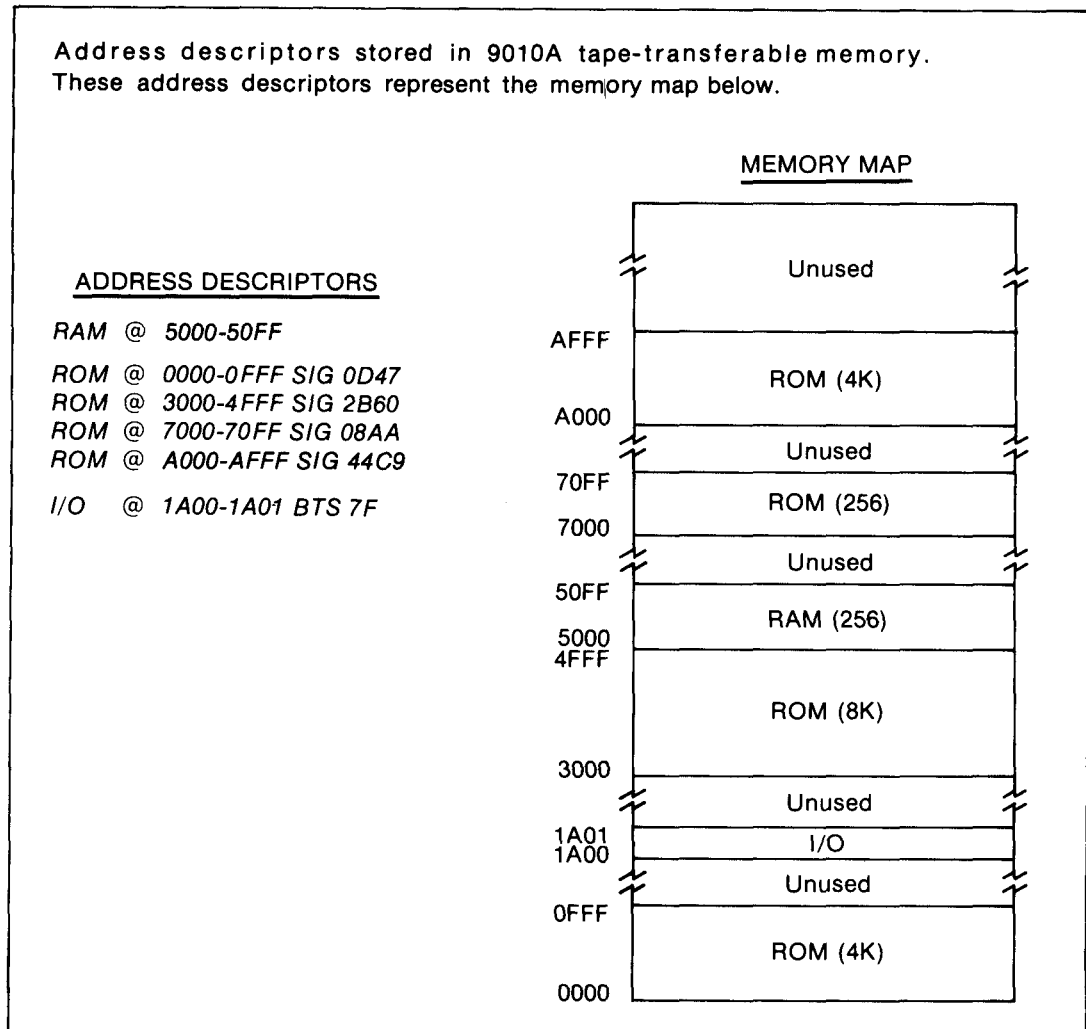 Address descriptors stored in 9010A tape-transferable memory.
These address descriptors represent the memory map below.
MEMORY MAP
ADDRESS DESCRIPTORS
RAM @ 5000-50FF
ROM @ 0000-0FFF SIG 0D47
ROM @ 3000-4FFF SIG 2B60
ROM @ 7000-70FF SIG 08AA
ROM @ A000-AFFF SIG 44C9
I/O @ 1A00-1A01 BTS 7F
Unused
AFFF
ROM (4K)
A000
Unused
70FF
ROM (256)
7000
Unused
50FF
RAM (256)
5000
4FFF
ROM (8K)
3000
Unused
1A01
I/O
1A00
Unused
0FFF
ROM (4K)
0000